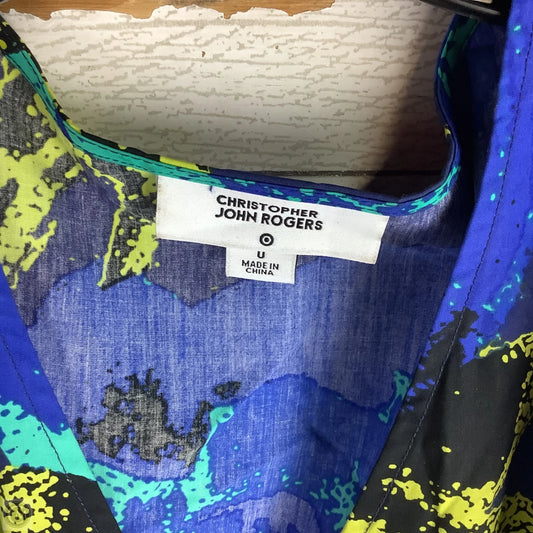 CHRISTOPHER
JOHN ROGERS
U
MADE IN
CHINA